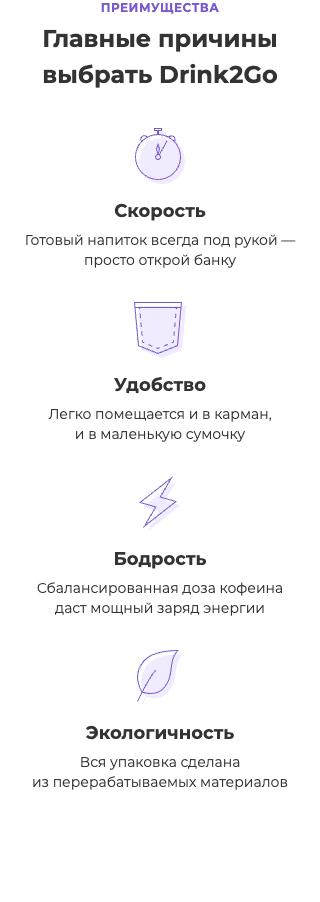 ПРЕИМУЩЕСТВА
Главные причины
выбрать Drink2Go
Скорость
Готовый напиток всегда под рукой —
просто открой банку
Удобство
Легко помещается и в карман,
и в маленькую сумочку
Бодрость
Сбалансированная доза кофеина
даст мощный заряд энергии
Экологичность
Вся упаковка сделана
из перерабатываемых материалов